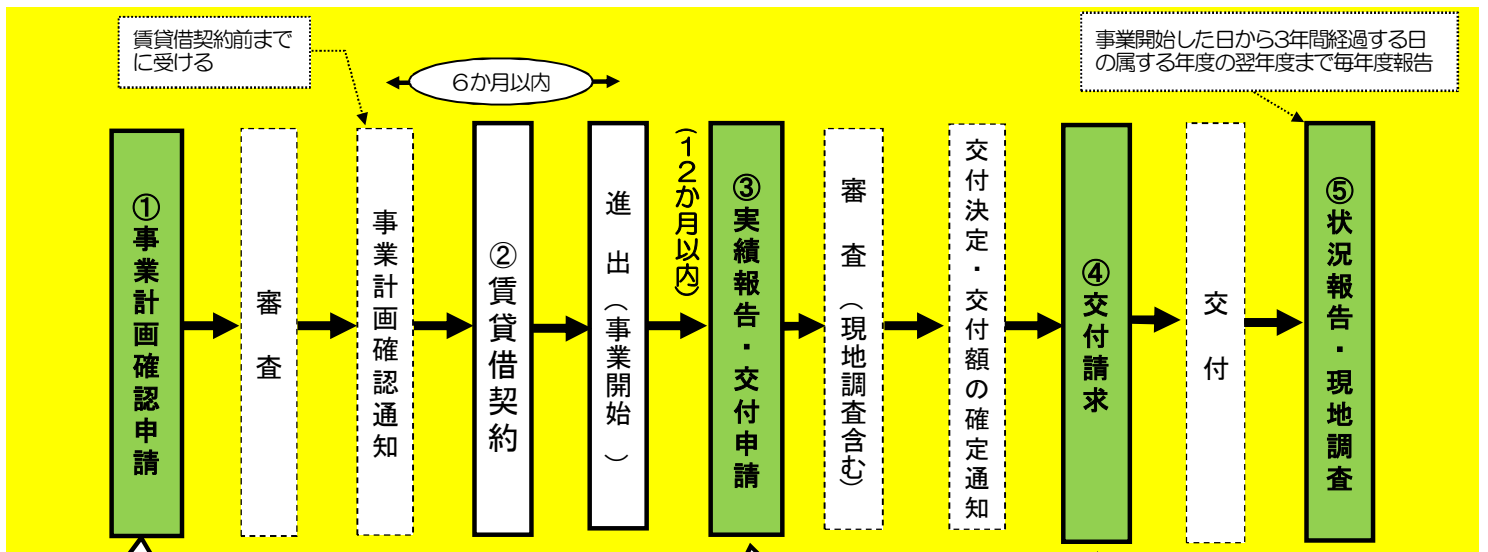 賃貸借契約前まで
に受ける
6か月以内
事業開始した日から3年間経過する日
の属する年度の翌年度まで毎年度報告
①事業計画確認申請
審査
事業計画確認通知
②賃貸借契約
進出（事業開始）
（12か月以内）
③実績報告・交付申請
審査（現地調査含む）
交付決定・交付額の確定通知
④交付請求
交付
⑤状況報告・現地調査